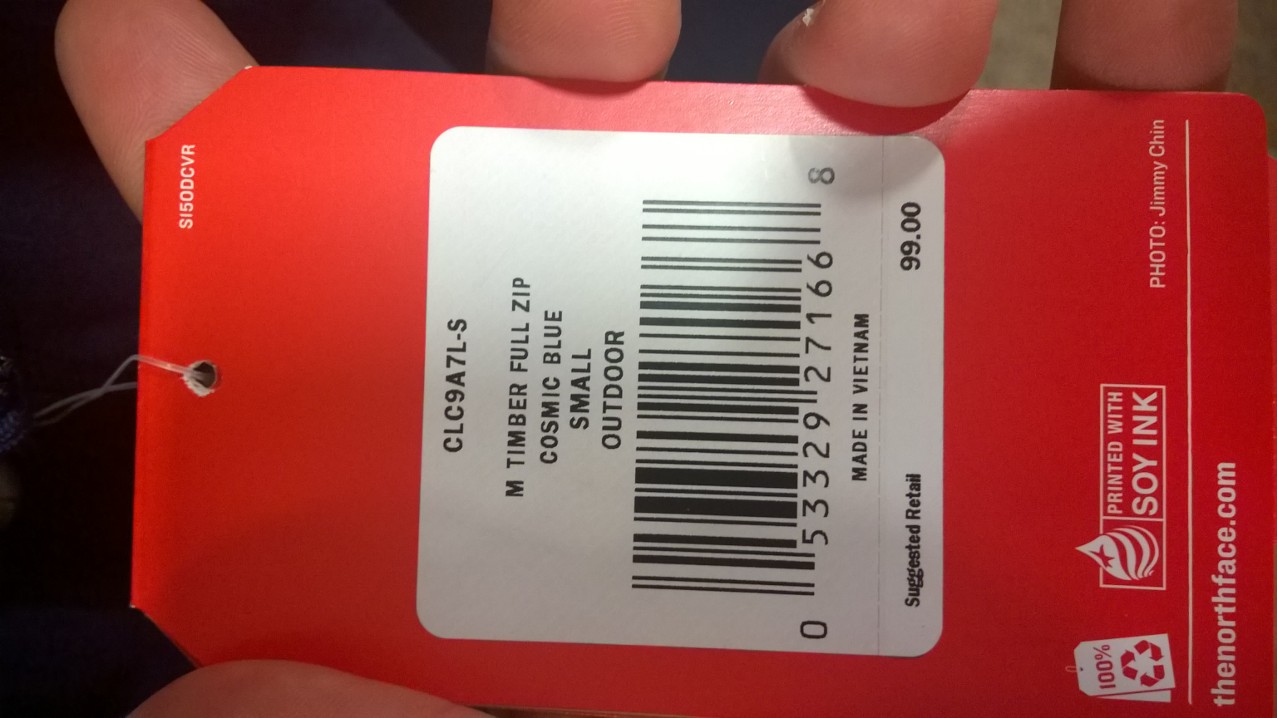 SI50DCVR
CLC9A7L-S
M TIMBER FULL ZIP
COSMIC BLUE
SMALL
OUTDOOR
0 53329 27166 8
MADE IN VIETNAM
Suggested Retail 99.00
100%
PRINTED WITH
SOY INK
PHOTO: Jimmy Chin
thenorthface.com